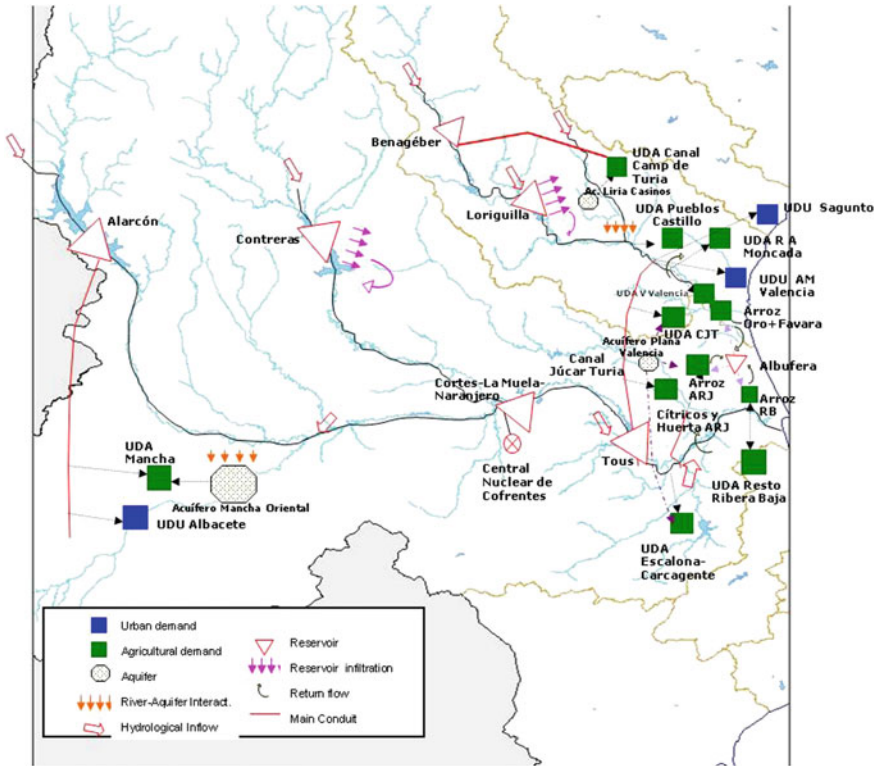 Benagéber
UDA Canal
Camp de
Turia
Ac. Liria Casinos
Loriguilla
UDA Pueblos
Castillo
UDU Sagunto
Alarcón
Contreras
UDA R A
Moncada
UDU AM
Valencia
UDA V Valencia
Arroz
Oro+Favara
UDA CJT
Acuífero Plana
Valencia
Canal
Júcar Turia
Albufera
Arroz
ARJ
Arroz
RB
Cortes-La Muela-
Naranjero
Cítricos y
Huerta ARJ
Tous
Central
Nuclear de
Cofrentes
UDA
Mancha
Acuífero Mancha Oriental
UDU Albacete
UDA Resto
Ribera Baja
UDA
Escalona-
Carcagente
Urban demand
Agricultural demand
Aquifer
River-Aquifer Interact.
Hydrological Inflow
Reservoir
Reservoir infiltration
Return flow
Main Conduit